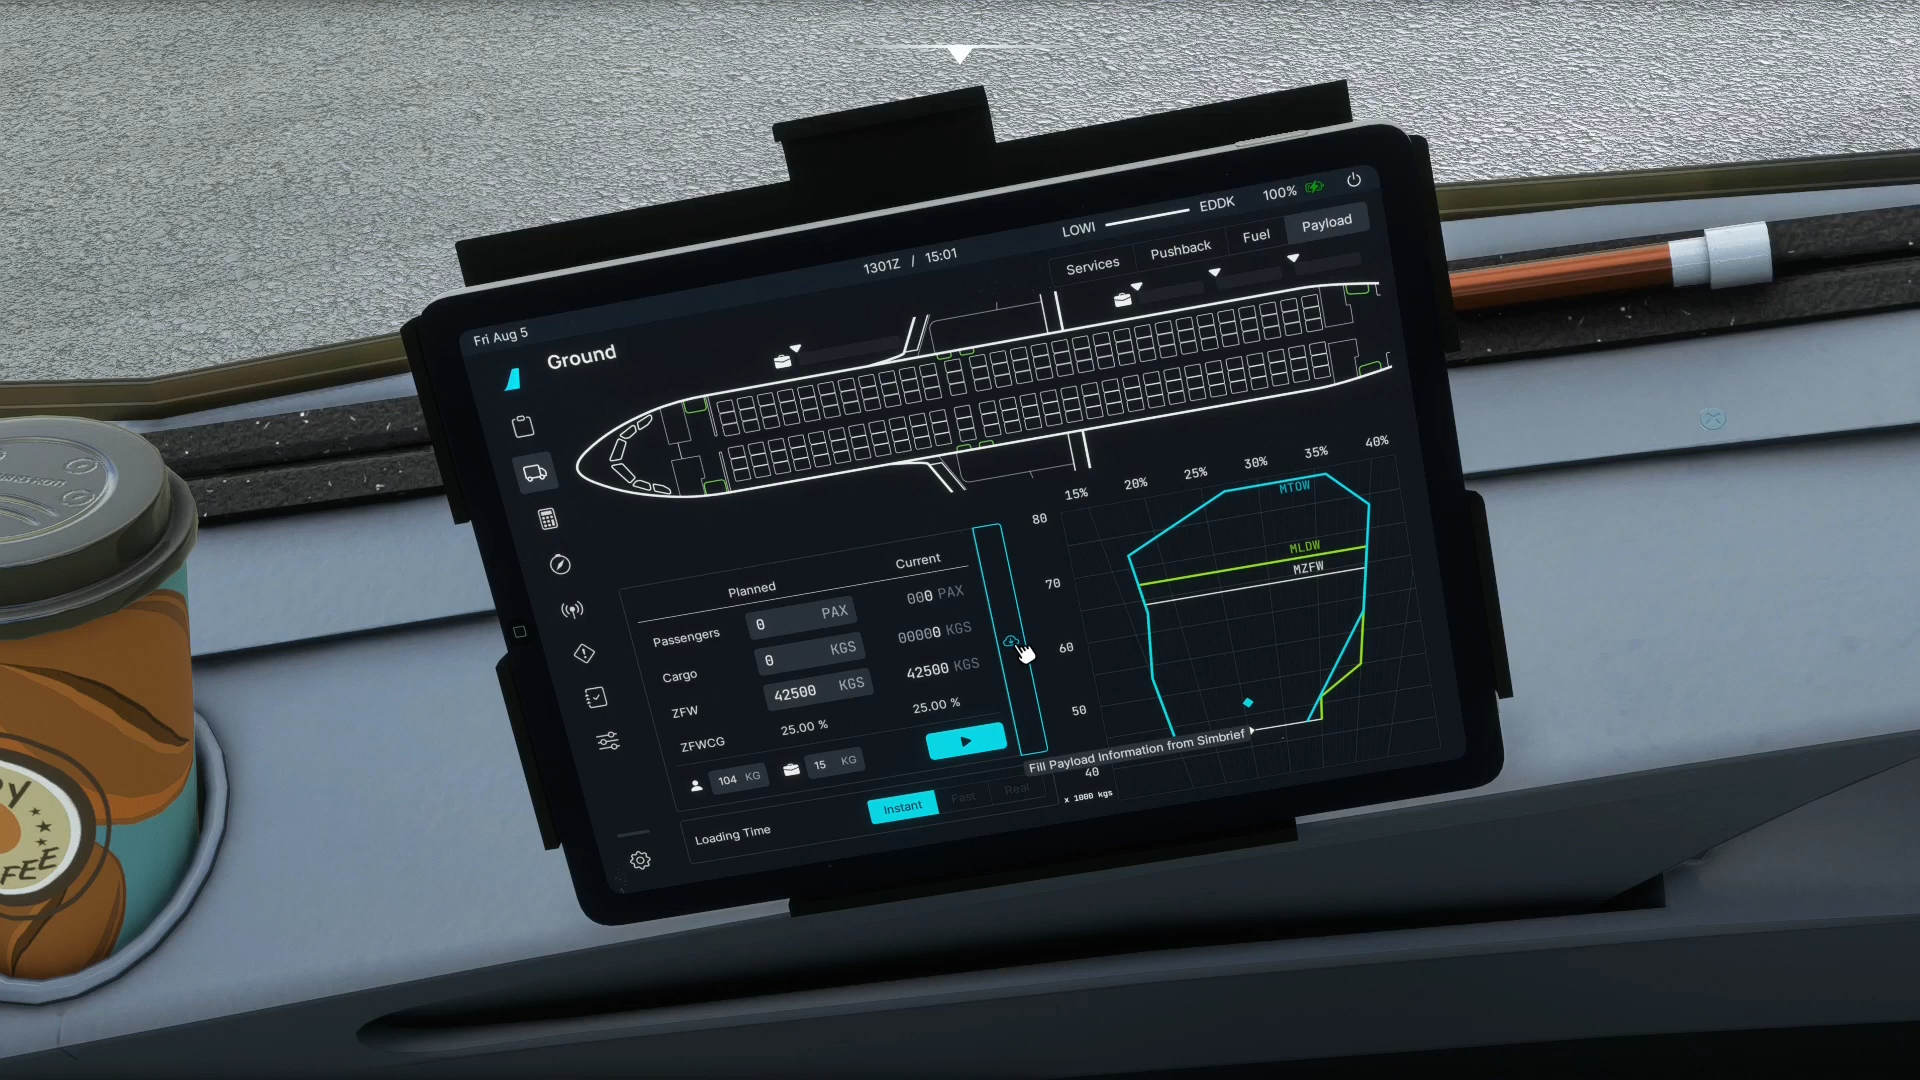 LOWI EDDK 100%
1301Z / 15:01
Fri Aug 5
Ground
Services Pushback Fuel Payload
15% 20% 25% 30% 35% 40%
80
70
60
50
40
x 1000 kgs
MTOW
MLDW
MZFW
Planned Current
Passengers 0 PAX 000 PAX
Cargo 0 KGS 00000 KGS
ZFW 42500 KGS 42500 KGS
ZFWCG 25.00 % 25.00 %
104 KG 15 KG
Fill Payload Information from Simbrief
Loading Time Instant Fast Real
FEE